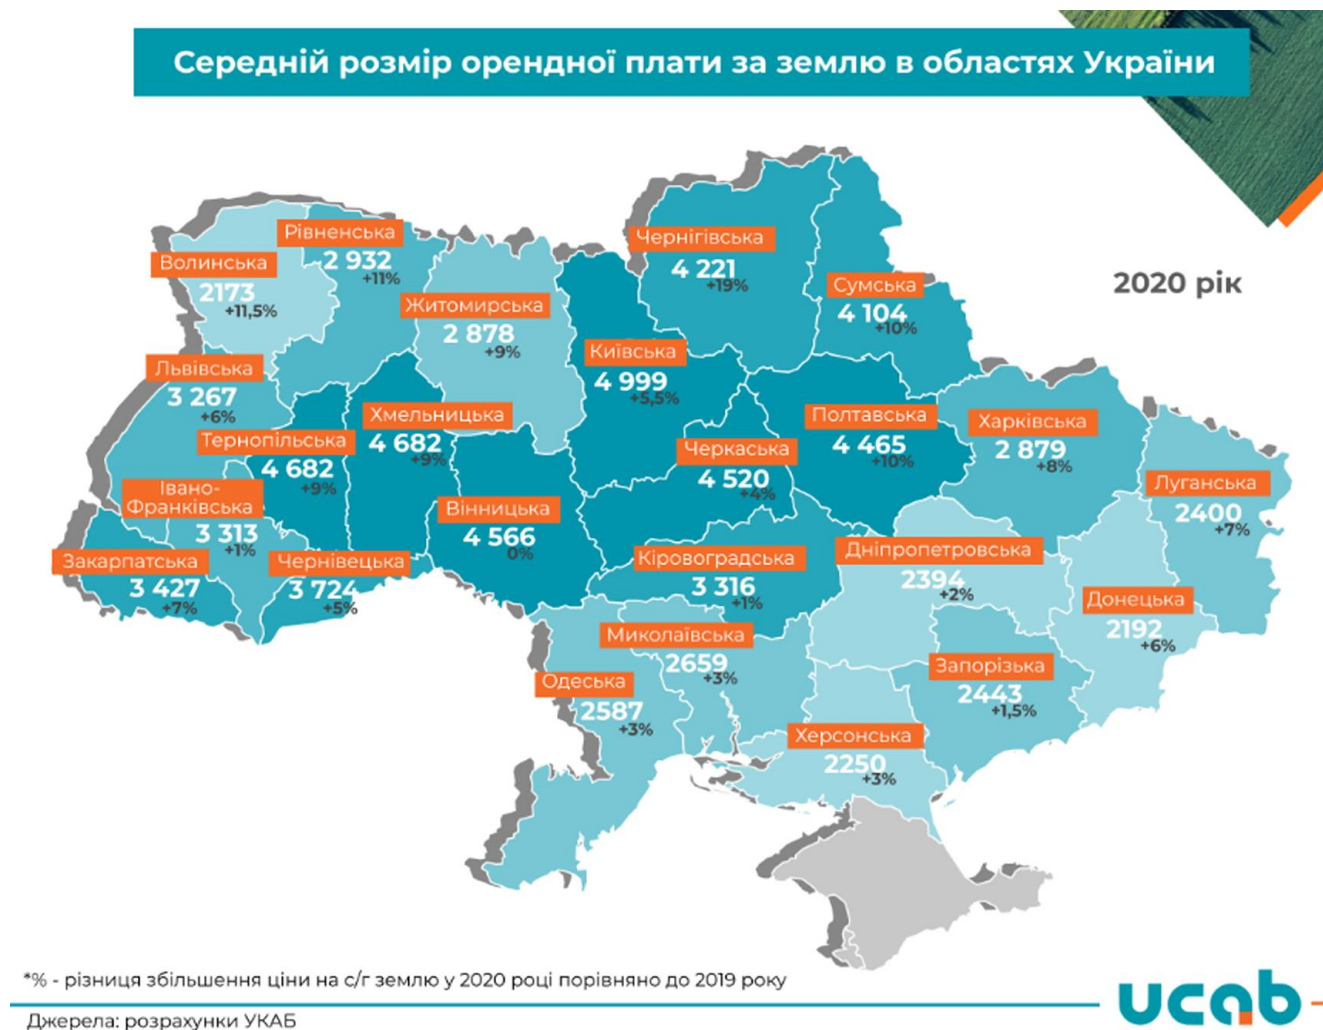 Середній розмір орендної плати за землю в областях України
2020 рік
Волинська
2173
+11,5%
Рівненська
2 932
+11%
Житомирська
2 878
+9%
Чернігівська
4 221
+19%
Сумська
4 104
+10%
Львівська
3 267
+6%
Тернопільська
4 682
+9%
Хмельницька
4 682
+9%
Київська
4 999
+5,5%
Черкаська
4 520
+4%
Полтавська
4 465
+10%
Харківська
2 879
+8%
Луганська
2400
+7%
Івано-
Франківська
3 313
+1%
Закарпатська
3 427
+7%
Чернівецька
3 724
+5%
Вінницька
4 566
0%
Кіровоградська
3 316
+1%
Дніпропетровська
2394
+2%
Донецька
2192
+6%
Одеська
2587
+3%
Миколаївська
2659
+3%
Запорізька
2443
+1,5%
Херсонська
2250
+3%
*% - різниця збільшення ціни на с/г землю у 2020 році порівняно до 2019 року
Джерела: розрахунки УКАБ
ucab